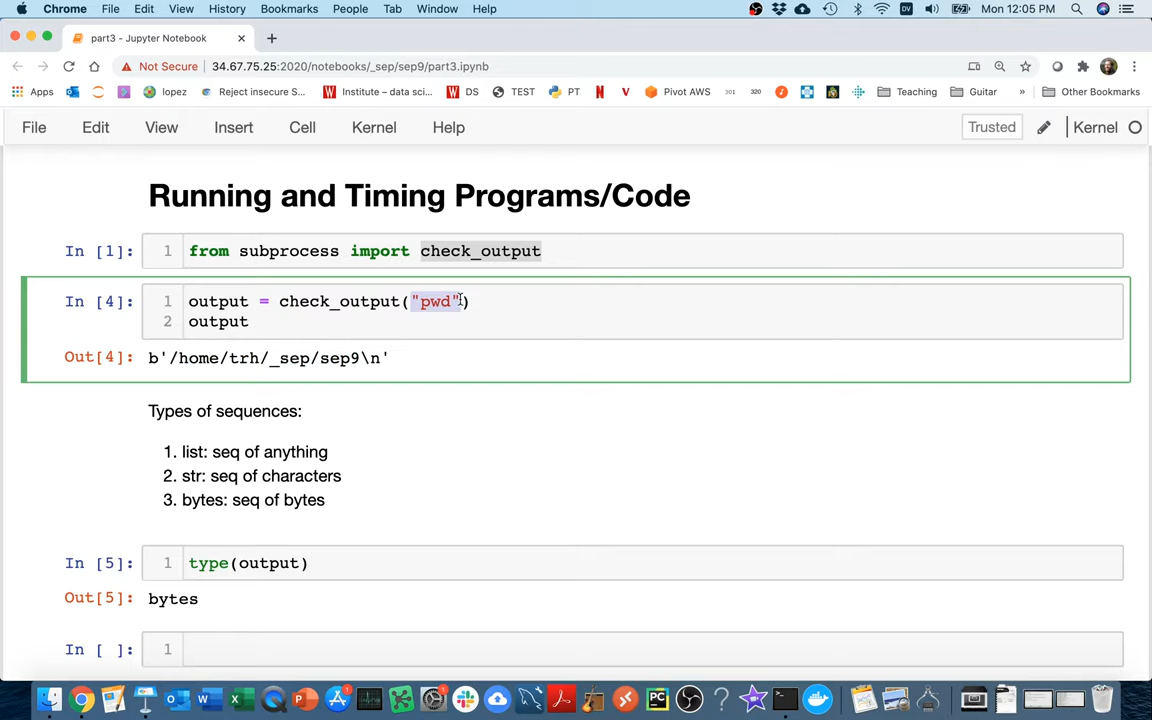 Chrome File Edit View History Bookmarks People Tab Window Help Mon 12:05 PM
part3 - Jupyter Notebook
Not Secure 34.67.75.25:2020/notebooks/_sep/sep9/part3.ipynb
Apps lopez Reject insecure S... Institute – data sci... DS TEST PT Pivot AWS 301 320 Teaching Guitar » Other Bookmarks
File Edit View Insert Cell Kernel Help Trusted Kernel
Running and Timing Programs/Code
In [1]: 1 from subprocess import check_output
In [4]: 1 output = check_output("pwd")
2 output
Out[4]: b'/home/trh/_sep/sep9\n'
Types of sequences:
1. list: seq of anything
2. str: seq of characters
3. bytes: seq of bytes
In [5]: 1 type(output)
Out[5]: bytes
In [ ]: 1